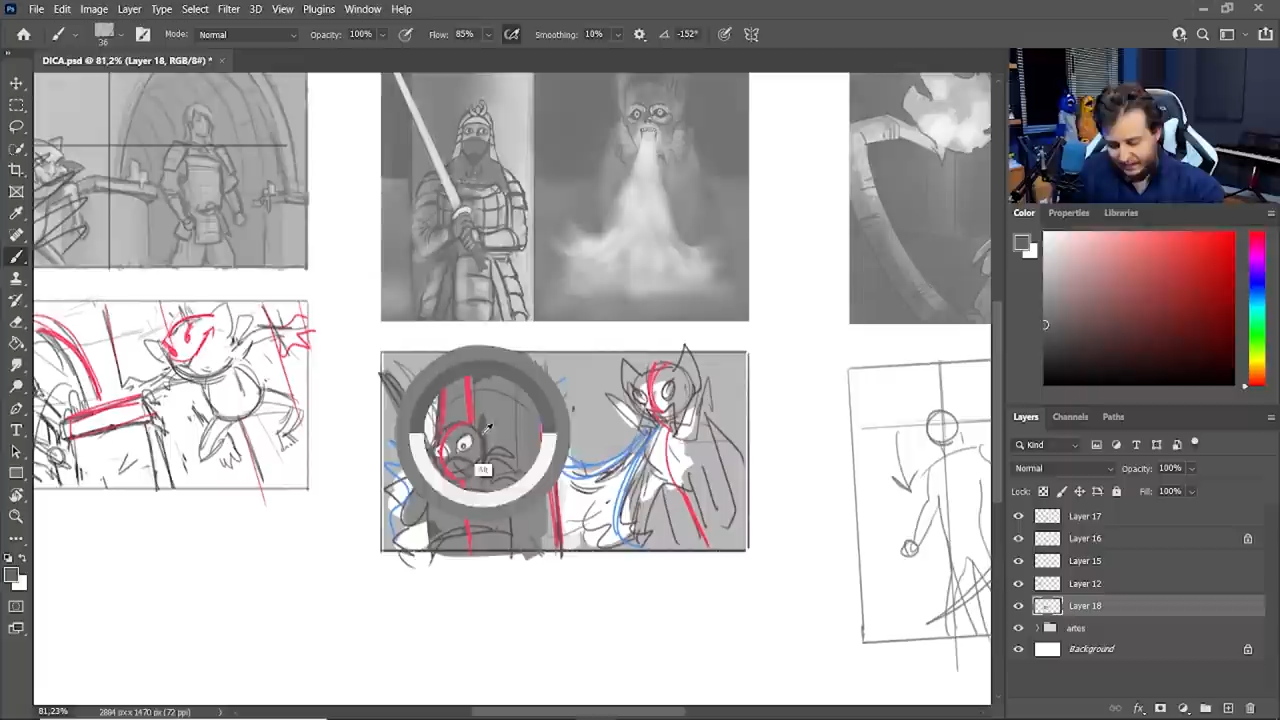 Ps File Edit Image Layer Type Select Filter 3D View Plugins Window Help
36 Mode: Normal Opacity: 100% Flow: 85% Smoothing: 10% -152°
DICA.psd @ 81,2% (Layer 18, RGB/8#) * ×
Color Properties Libraries
Alt
Layers Channels Paths
Kind
Normal Opacity: 100%
Lock: Fill: 100%
Layer 17
Layer 16
Layer 15
Layer 12
Layer 18
artes
Background
81,23% 2894 px x 1470 px (72 ppi)